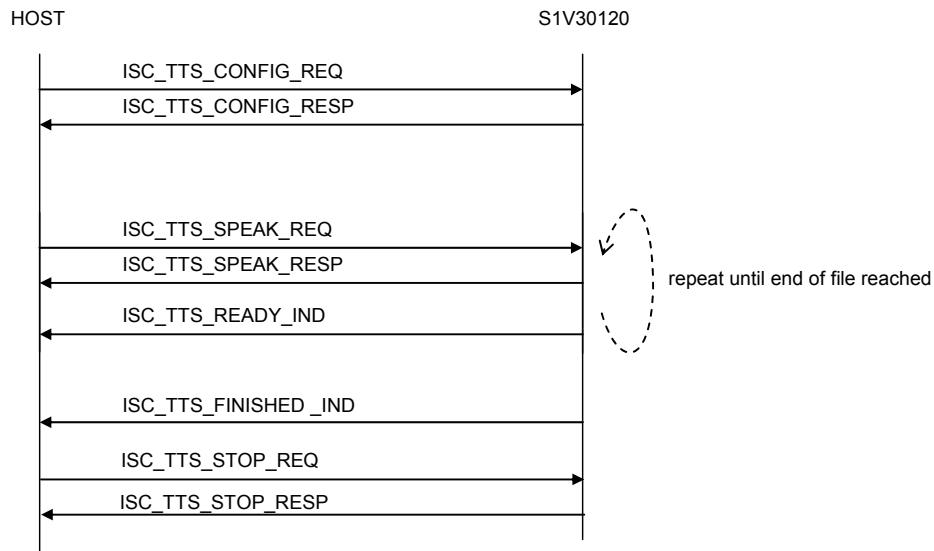 HOST S1V30120
ISC_TTS_CONFIG_REQ
ISC_TTS_CONFIG_RESP
ISC_TTS_SPEAK_REQ
ISC_TTS_SPEAK_RESP
repeat until end of file reached
ISC_TTS_READY_IND
ISC_TTS_FINISHED _IND
ISC_TTS_STOP_REQ
ISC_TTS_STOP_RESP